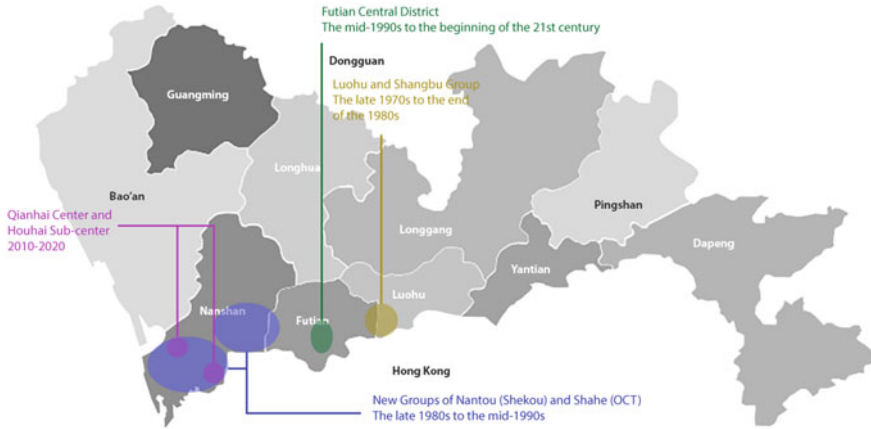 Futian Central District
The mid-1990s to the beginning of the 21st century
Dongguan
Luohu and Shangbu Group
The late 1970s to the end
of the 1980s
Guangming
Longhua
Bao'an
Pingshan
Qianhai Center and
Houhai Sub-center
2010-2020
Longgang
Dapeng
Yantian
Luohu
Nanshan
Futian
Hong Kong
New Groups of Nantou (Shekou) and Shahe (OCT)
The late 1980s to the mid-1990s